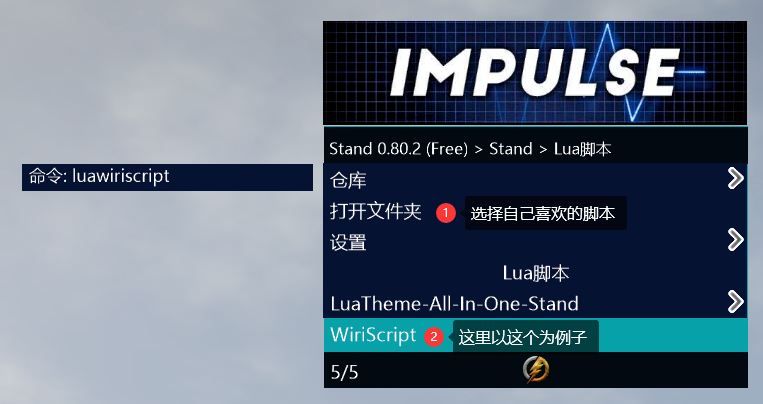 IMPULSE
Stand 0.80.2 (Free) > Stand > Lua脚本
命令: luawiriscript
仓库
打开文件夹 1 选择自己喜欢的脚本
设置
Lua脚本
LuaTheme-All-In-One-Stand
WiriScript 2 这里以这个为例子
5/5